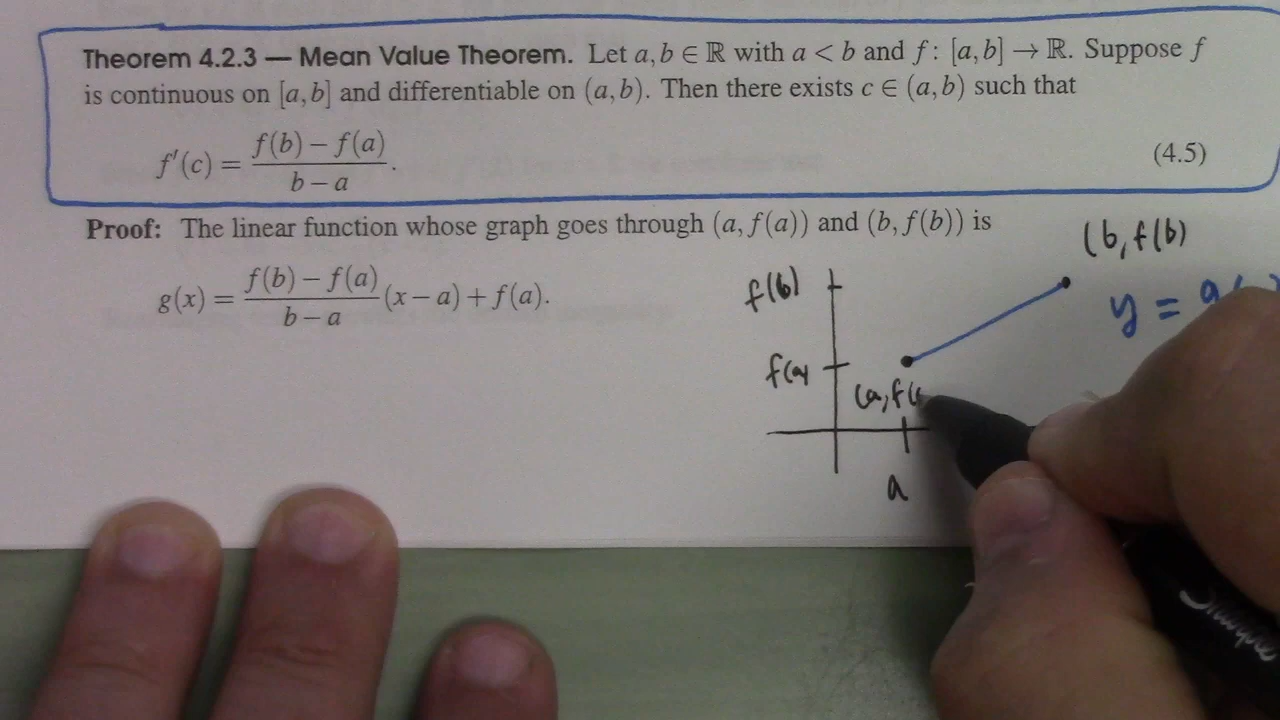 Theorem 4.2.3 — Mean Value Theorem. Let a, b ∈ ℝ with a < b and f : [a, b] → ℝ. Suppose f
is continuous on [a, b] and differentiable on (a, b). Then there exists c ∈ (a, b) such that
f′(c) = (f(b) − f(a))/(b − a). (4.5)
Proof: The linear function whose graph goes through (a, f(a)) and (b, f(b)) is
g(x) = (f(b) − f(a))/(b − a) (x − a) + f(a).
(b, f(b)
f(b)
y =
f(a
(a, f(
a
Sharpie